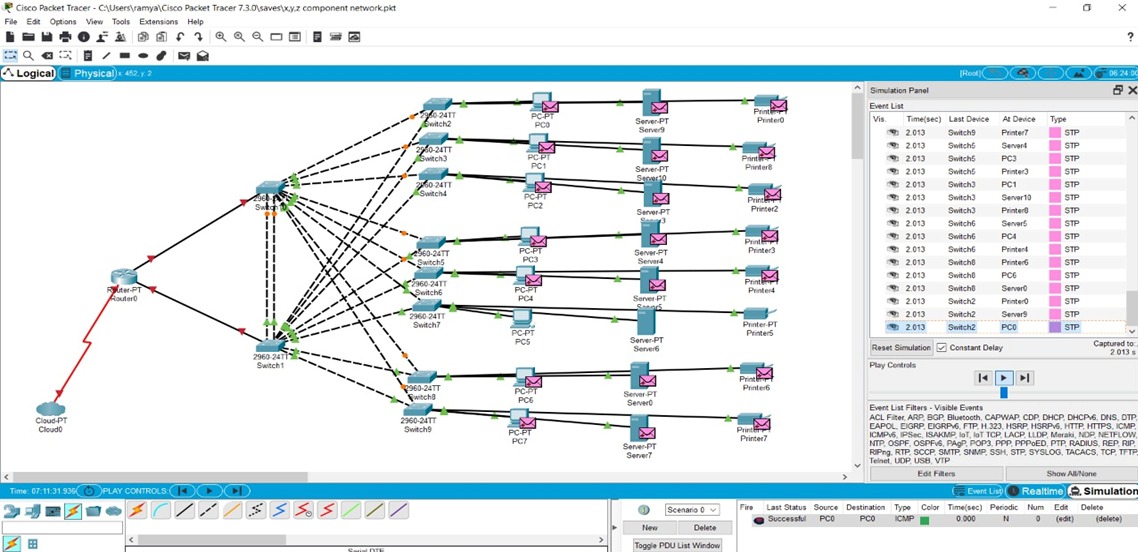 Cisco Packet Tracer - C:\Users\ramya\Cisco Packet Tracer 7.3.0\saves\x,y,z component network.pkt
File Edit Options View Tools Extensions Help
?
Logical Physical x: 452, y: 2 [Root] 06:24:00
Simulation Panel
Event List
Vis. Time(sec) Last Device At Device Type
2.013 Switch9 Printer7 STP
2.013 Switch5 Server4 STP
2.013 Switch5 PC3 STP
2.013 Switch5 Printer3 STP
2.013 Switch3 PC1 STP
2.013 Switch3 Server10 STP
2.013 Switch3 Printer8 STP
2.013 Switch6 Server5 STP
2.013 Switch6 PC4 STP
2.013 Switch6 Printer4 STP
2.013 Switch8 Printer6 STP
2.013 Switch8 PC6 STP
2.013 Switch8 Server0 STP
2.013 Switch2 Printer0 STP
2.013 Switch2 Server9 STP
2.013 Switch2 PC0 STP
Reset Simulation Constant Delay Captured to:
2.013 s
Play Controls
Event List Filters - Visible Events
ACL Filter, ARP, BGP, Bluetooth, CAPWAP, CDP, DHCP, DHCPv6, DNS, DTP,
EAPOL, EIGRP, EIGRPv6, FTP, H.323, HSRP, HSRPv6, HTTP, HTTPS, ICMP,
ICMPv6, IPSec, ISAKMP, IoT, IoT TCP, LACP, LLDP, Meraki, NDP, NETFLOW,
NTP, OSPF, OSPFv6, PAgP, POP3, PPP, PPPoED, PTP, RADIUS, REP, RIP,
RIPng, RTP, SCCP, SMTP, SNMP, SSH, STP, SYSLOG, TACACS, TCP, TFTP,
Telnet, UDP, USB, VTP
Edit Filters Show All/None
2960-24TT
Switch2
PC-PT
PC0
Server-PT
Server9
Printer-PT
Printer0
2950-24TT
Switch3
PC-PT
PC1
Server-PT
Server10
Printer-PT
Printer8
2960-24TT
Switch4
PC-PT
PC2
Server-PT
Printer-PT
Printer2
2960-24TT
Switch5
PC-PT
PC3
Server-PT
Server4
Printer-PT
Printer3
2960-24TT
Switch6
PC-PT
PC4
Server-PT
Server5
Printer-PT
Printer4
2960-24TT
Switch7
PC-PT
PC5
Server-PT
Server6
Printer-PT
Printer5
2960-24TT
Switch8
PC-PT
PC6
Server-PT
Server0
Printer-PT
Printer6
2960-24TT
Switch9
PC-PT
PC7
Server-PT
Server7
Printer-PT
Printer7
Router-PT
Router0
2960-24TT
Switch1
Cloud-PT
Cloud0
Time: 07:11:31.936 PLAY CONTROLS: Event List Realtime Simulation
Scenario 0
New Delete
Toggle PDU List Window
Fire Last Status Source Destination Type Color Time(sec) Periodic Num Edit Delete
Successful PC0 PC0 ICMP 0.000 N 0 (edit) (delete)
Serial DTE